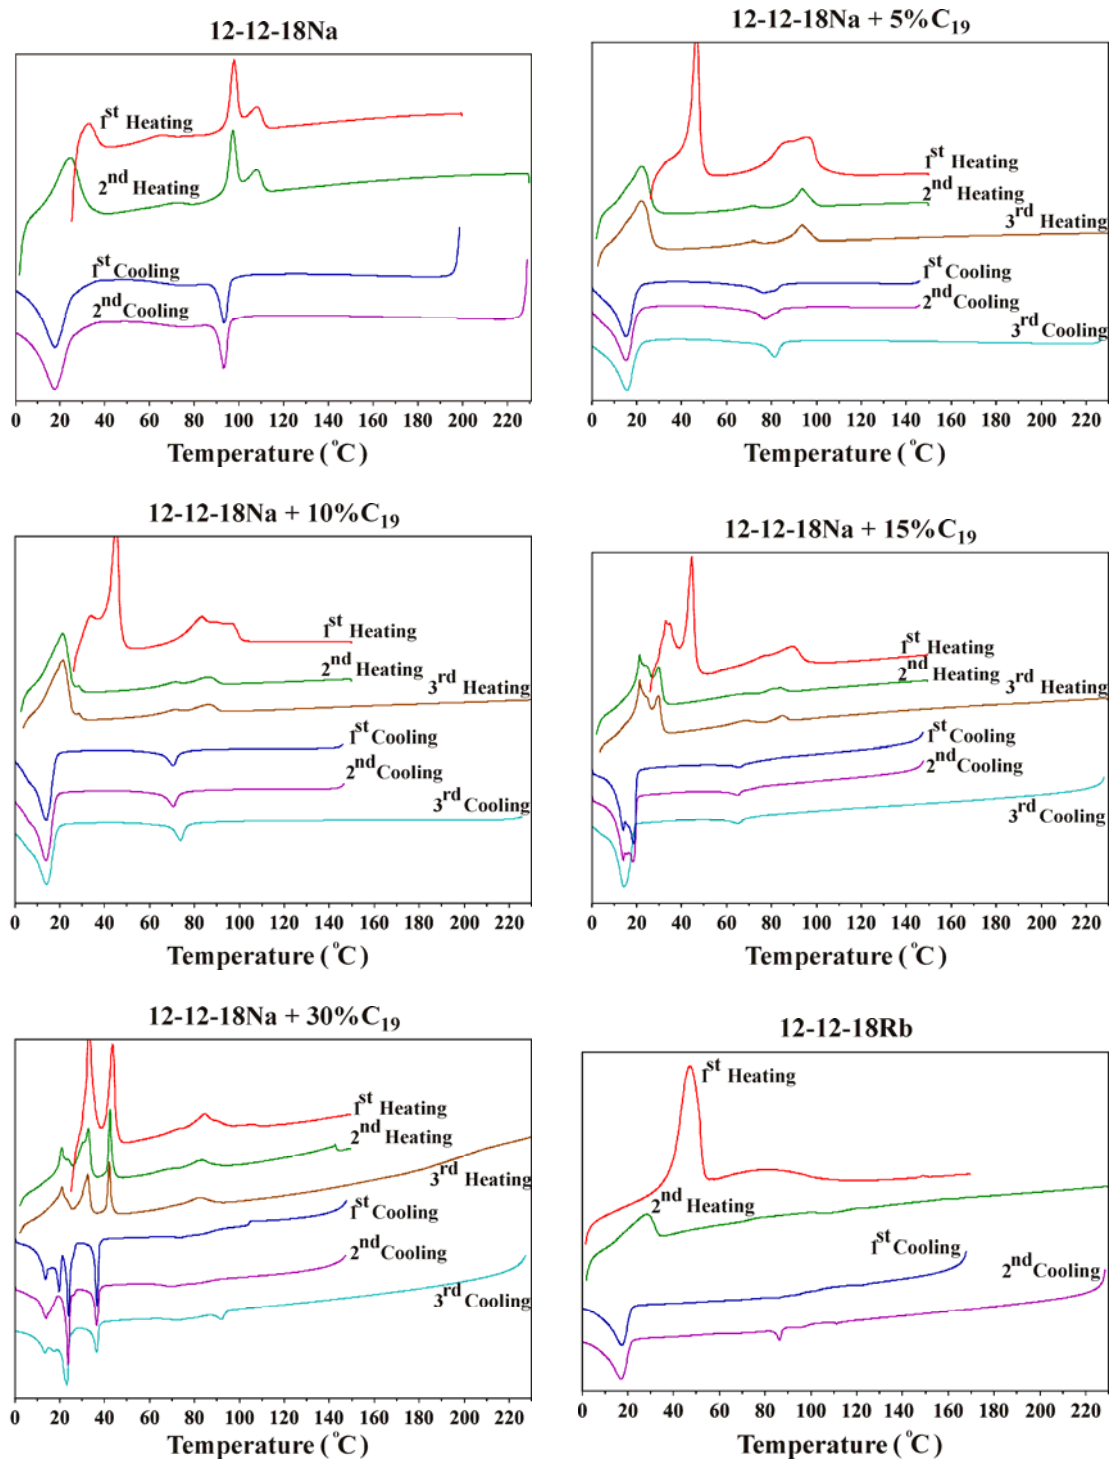 12-12-18Na
1st Heating
2nd Heating
1st Cooling
2nd Cooling
0 20 40 60 80 100 120 140 160 180 200 220
Temperature (°C)
12-12-18Na + 5%C19
1st Heating
2nd Heating
3rd Heating
1st Cooling
2nd Cooling
3rd Cooling
0 20 40 60 80 100 120 140 160 180 200 220
Temperature (°C)
12-12-18Na + 10%C19
1st Heating
2nd Heating
3rd Heating
1st Cooling
2nd Cooling
3rd Cooling
0 20 40 60 80 100 120 140 160 180 200 220
Temperature (°C)
12-12-18Na + 15%C19
1st Heating
2nd Heating
3rd Heating
1st Cooling
2nd Cooling
3rd Cooling
0 20 40 60 80 100 120 140 160 180 200 220
Temperature (°C)
12-12-18Na + 30%C19
1st Heating
2nd Heating
3rd Heating
1st Cooling
2nd Cooling
3rd Cooling
0 20 40 60 80 100 120 140 160 180 200 220
Temperature (°C)
12-12-18Rb
1st Heating
2nd Heating
1st Cooling
2nd Cooling
0 20 40 60 80 100 120 140 160 180 200 220
Temperature (°C)